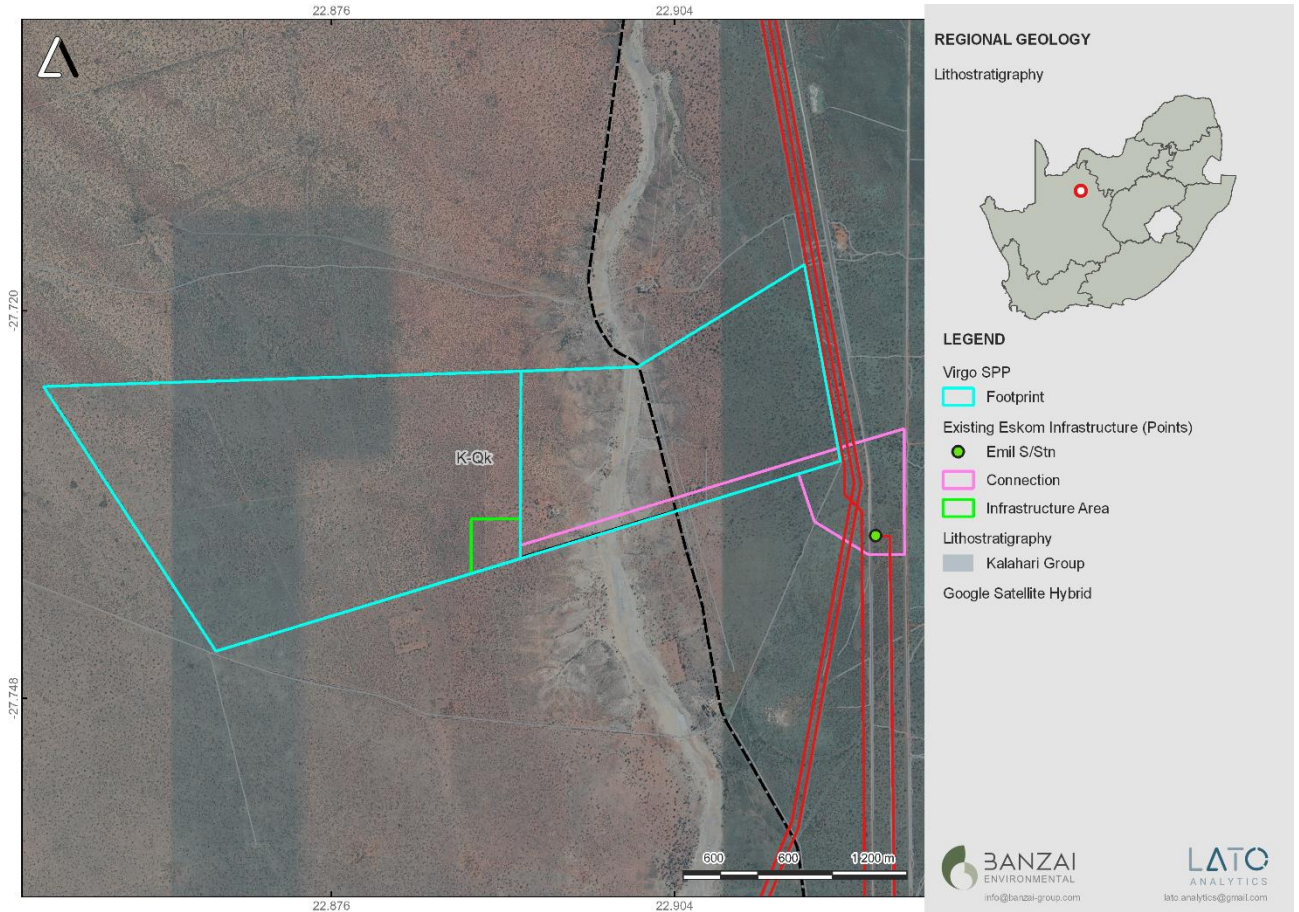 22.876
22.904
-27.720
K-Qk
-27.748
600
600
1 200 m
22.876
22.904
REGIONAL GEOLOGY
Lithostratigraphy
LEGEND
Virgo SPP
Footprint
Existing Eskom Infrastructure (Points)
Emil S/Stn
Connection
Infrastructure Area
Lithostratigraphy
Kalahari Group
Google Satellite Hybrid
BANZAI
ENVIRONMENTAL
info@banzai-group.com
LATO
ANALYTICS
lato.analytics@gmail.com